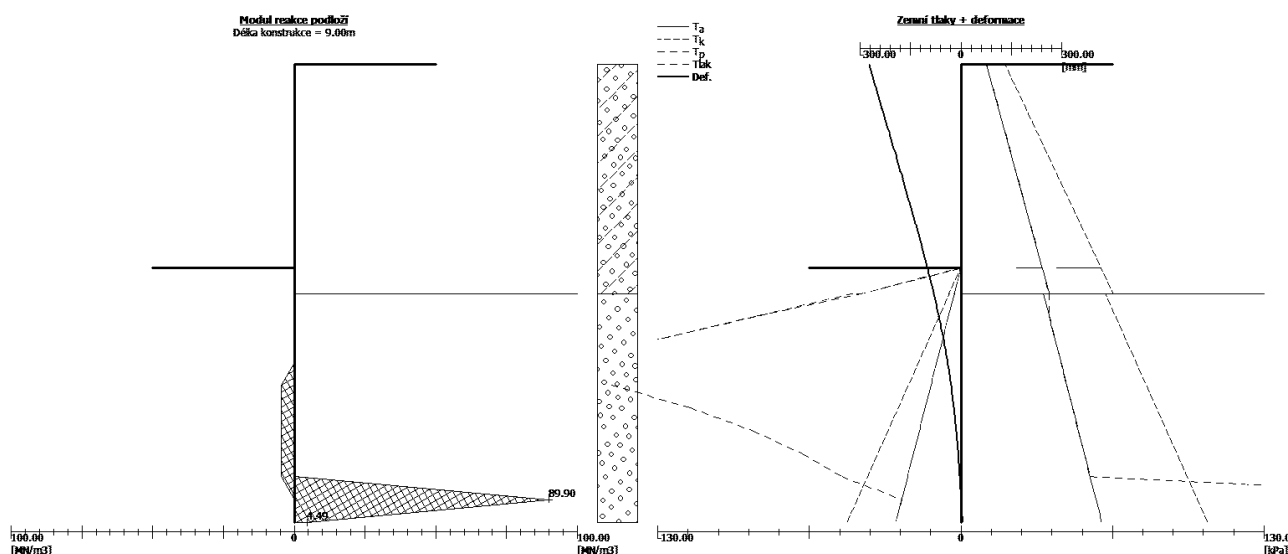 Modul reakce podloží
Délka konstrukce = 9.00m
89.90
4.49
100.00
0
100.00
[MN/m3]
[MN/m3]
Zemní tlaky + deformace
Ta
Tk
Tp
Tlak
Def.
-300.00
0
300.00
[mm]
-130.00
0
130.00